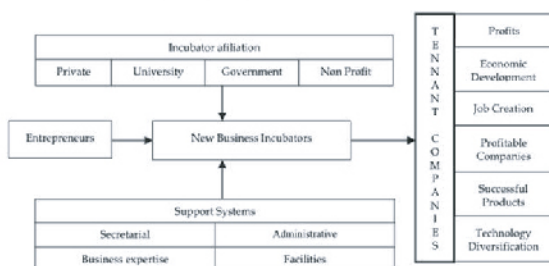 Incubator afiliation
Private University Government Non Profit
Entrepreneurs
New Business Incubators
Support Systems
Secretarial Administrative
Business expertise Facilities
TENNANT COMPANIES
Profits
Economic
Development
Job Creation
Profitable
Companies
Successful
Products
Technology
Diversification